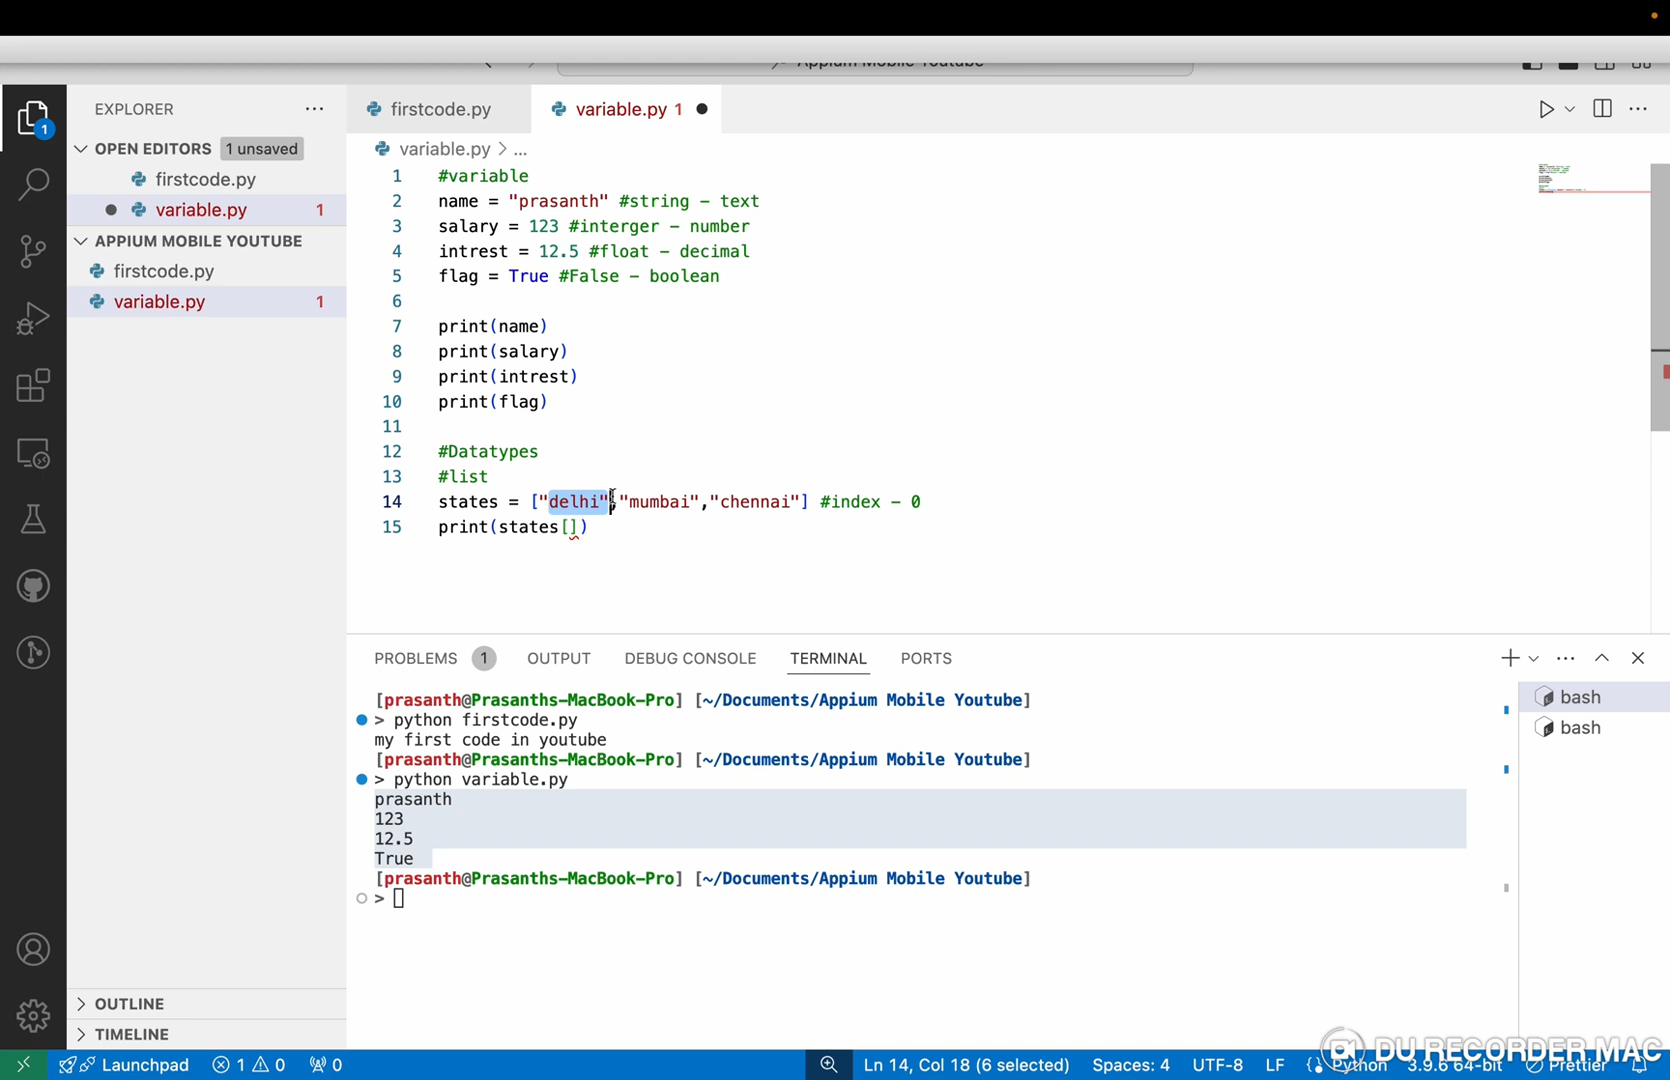 Appium Mobile Youtube
EXPLORER
OPEN EDITORS 1 unsaved
firstcode.py
variable.py 1
APPIUM MOBILE YOUTUBE
firstcode.py
variable.py 1
OUTLINE
TIMELINE
1
firstcode.py variable.py 1
variable.py > ...
1 #variable
2 name = "prasanth" #string - text
3 salary = 123 #interger - number
4 intrest = 12.5 #float - decimal
5 flag = True #False - boolean
6
7 print(name)
8 print(salary)
9 print(intrest)
10 print(flag)
11
12 #Datatypes
13 #list
14 states = ["delhi","mumbai","chennai"] #index - 0
15 print(states[])
PROBLEMS 1 OUTPUT DEBUG CONSOLE TERMINAL PORTS
[prasanth@Prasanths-MacBook-Pro] [~/Documents/Appium Mobile Youtube]
> python firstcode.py
my first code in youtube
[prasanth@Prasanths-MacBook-Pro] [~/Documents/Appium Mobile Youtube]
> python variable.py
prasanth
123
12.5
True
[prasanth@Prasanths-MacBook-Pro] [~/Documents/Appium Mobile Youtube]
>
bash
bash
Launchpad 1 0 0 Ln 14, Col 18 (6 selected) Spaces: 4 UTF-8 LF Python 3.9.6 64-bit Prettier
DU RECORDER MAC